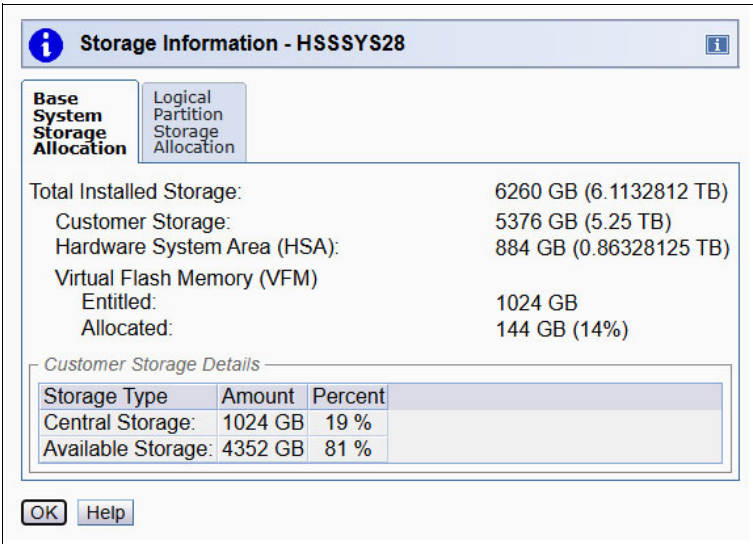 Storage Information - HSSSYS28
Base
System
Storage
Allocation
Logical
Partition
Storage
Allocation
Total Installed Storage: 6260 GB (6.1132812 TB)
Customer Storage: 5376 GB (5.25 TB)
Hardware System Area (HSA): 884 GB (0.86328125 TB)
Virtual Flash Memory (VFM)
Entitled: 1024 GB
Allocated: 144 GB (14%)
Customer Storage Details
Storage Type Amount Percent
Central Storage: 1024 GB 19 %
Available Storage: 4352 GB 81 %
OK Help